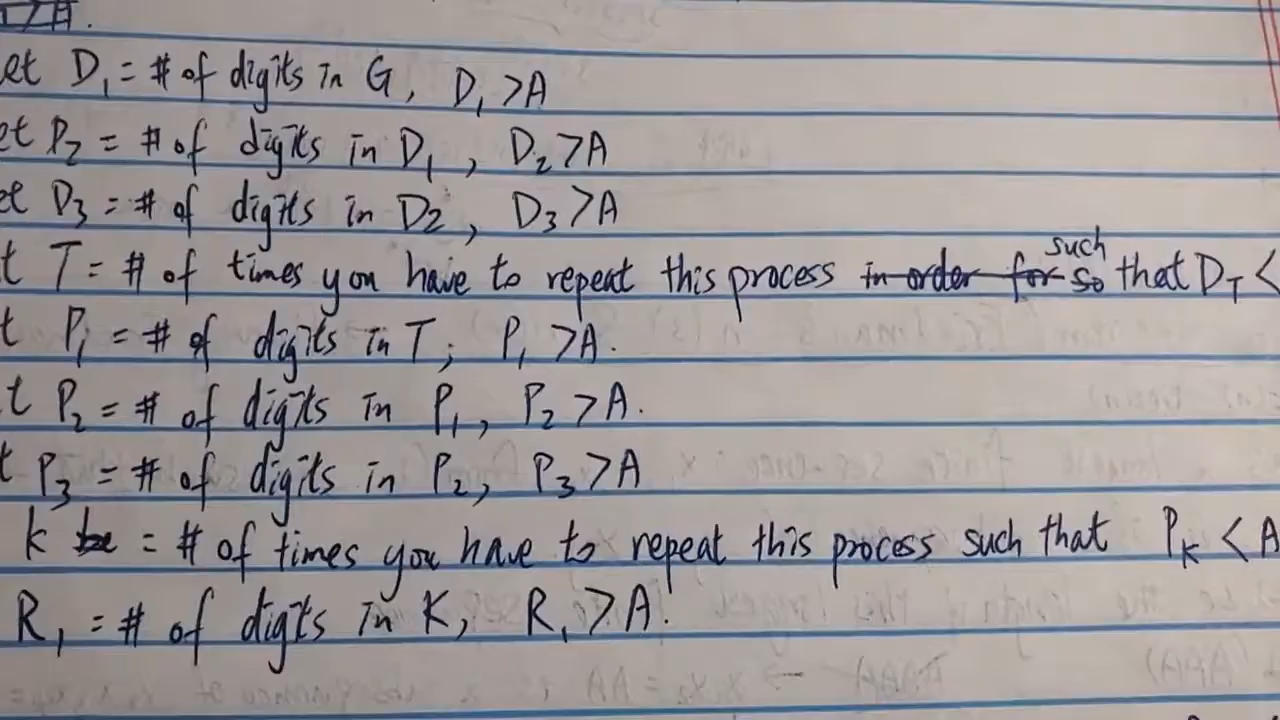 et D₁ = # of digits in G, D₁ >A
et D₂ = # of digits in D₁, D₂ >A
et D₃ = # of digits in D2, D₃ >A
such
t T = # of times you have to repeat this process in order for so that D_T <
t P₁ = # of digits in T; P₁ >A.
t P₂ = # of digits in P₁, P₂ >A.
t P₃ = # of digits in P₂, P₃ >A
k be = # of times you have to repeat this process such that P_K < A
R₁ = # of digits in K, R₁ >A.